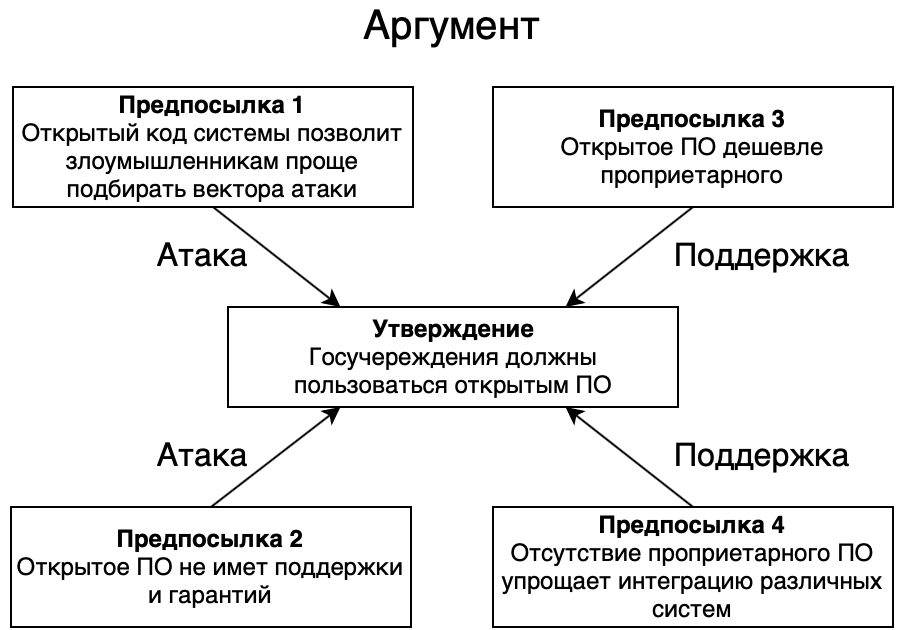 Аргумент
Предпосылка 1
Открытый код системы позволит
злоумышленникам проще
подбирать вектора атаки
Предпосылка 3
Открытое ПО дешевле
проприетарного
Атака
Поддержка
Утверждение
Госучереждения должны
пользоваться открытым ПО
Атака
Поддержка
Предпосылка 2
Открытое ПО не имет поддержки
и гарантий
Предпосылка 4
Отсутствие проприетарного ПО
упрощает интеграцию различных
систем